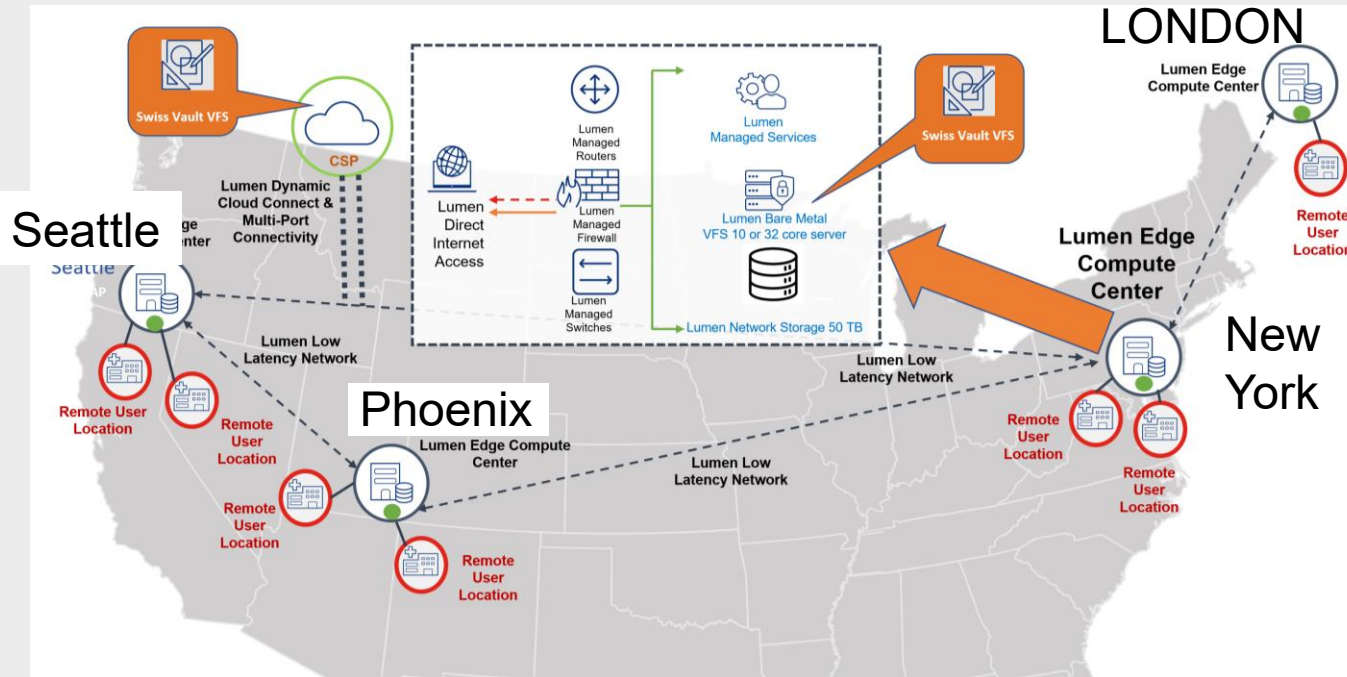 LONDON
Lumen Edge
Compute Center
Remote
User
Location
Swiss Vault VFS
CSP
Lumen Dynamic
Cloud Connect &
Multi-Port
Connectivity
Lumen
Direct
Internet
Access
Lumen
Managed
Routers
Lumen
Managed
Firewall
Lumen
Managed
Switches
Lumen
Managed Services
Lumen Bare Metal
VFS 10 or 32 core server
Lumen Network Storage 50 TB
Swiss Vault VFS
Seattle
Seattle
Lumen Low
Latency Network
Remote User
Location
Remote
User
Location
Phoenix
Lumen Edge Compute
Center
Remote
User
Location
Remote
User
Location
Lumen Low
Latency Network
Lumen Low
Latency Network
Lumen Edge
Compute
Center
New
York
Remote
User
Location
Remote
User
Location